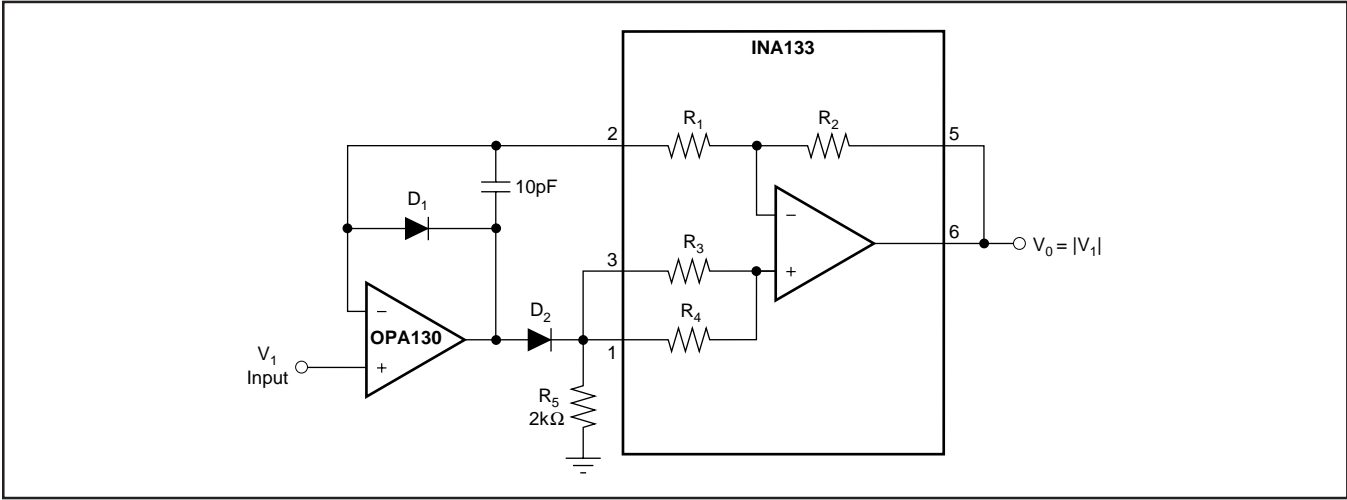 INA133
R1
R2
2
5
10pF
D1
R3
3
6
V0 = |V1|
R4
D2
OPA130
1
V1
Input
R5
2kΩ
−
+
−
+